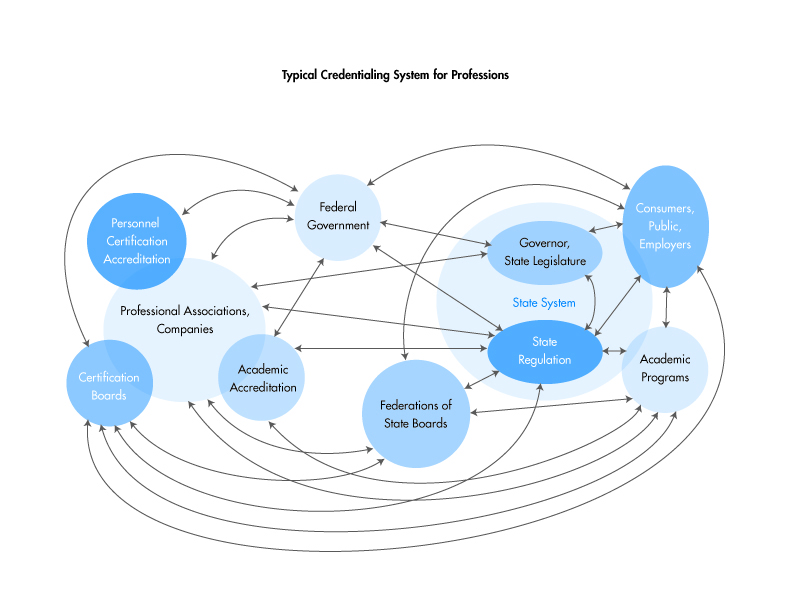 Typical Credentialing System for Professions
Federal
Government
Consumers,
Public,
Employers
Personnel
Certification
Accreditation
Governor,
State Legislature
State System
Professional Associations,
Companies
State
Regulation
Academic
Programs
Academic
Accreditation
Certification
Boards
Federations of
State Boards